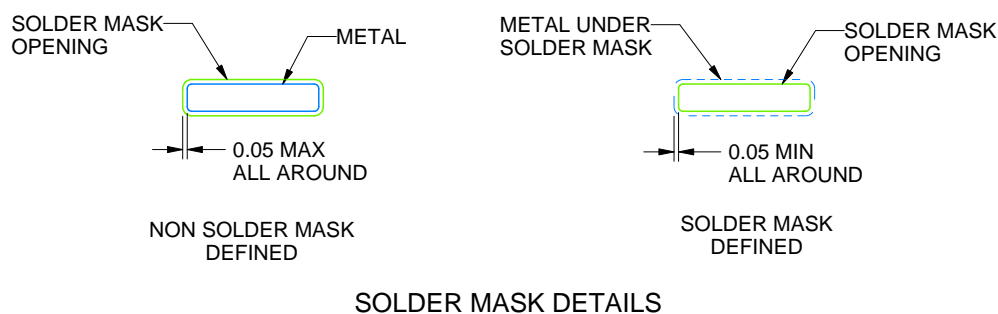 SOLDER MASK
OPENING
METAL
0.05 MAX
ALL AROUND
NON SOLDER MASK
DEFINED
METAL UNDER
SOLDER MASK
SOLDER MASK
OPENING
0.05 MIN
ALL AROUND
SOLDER MASK
DEFINED
SOLDER MASK DETAILS